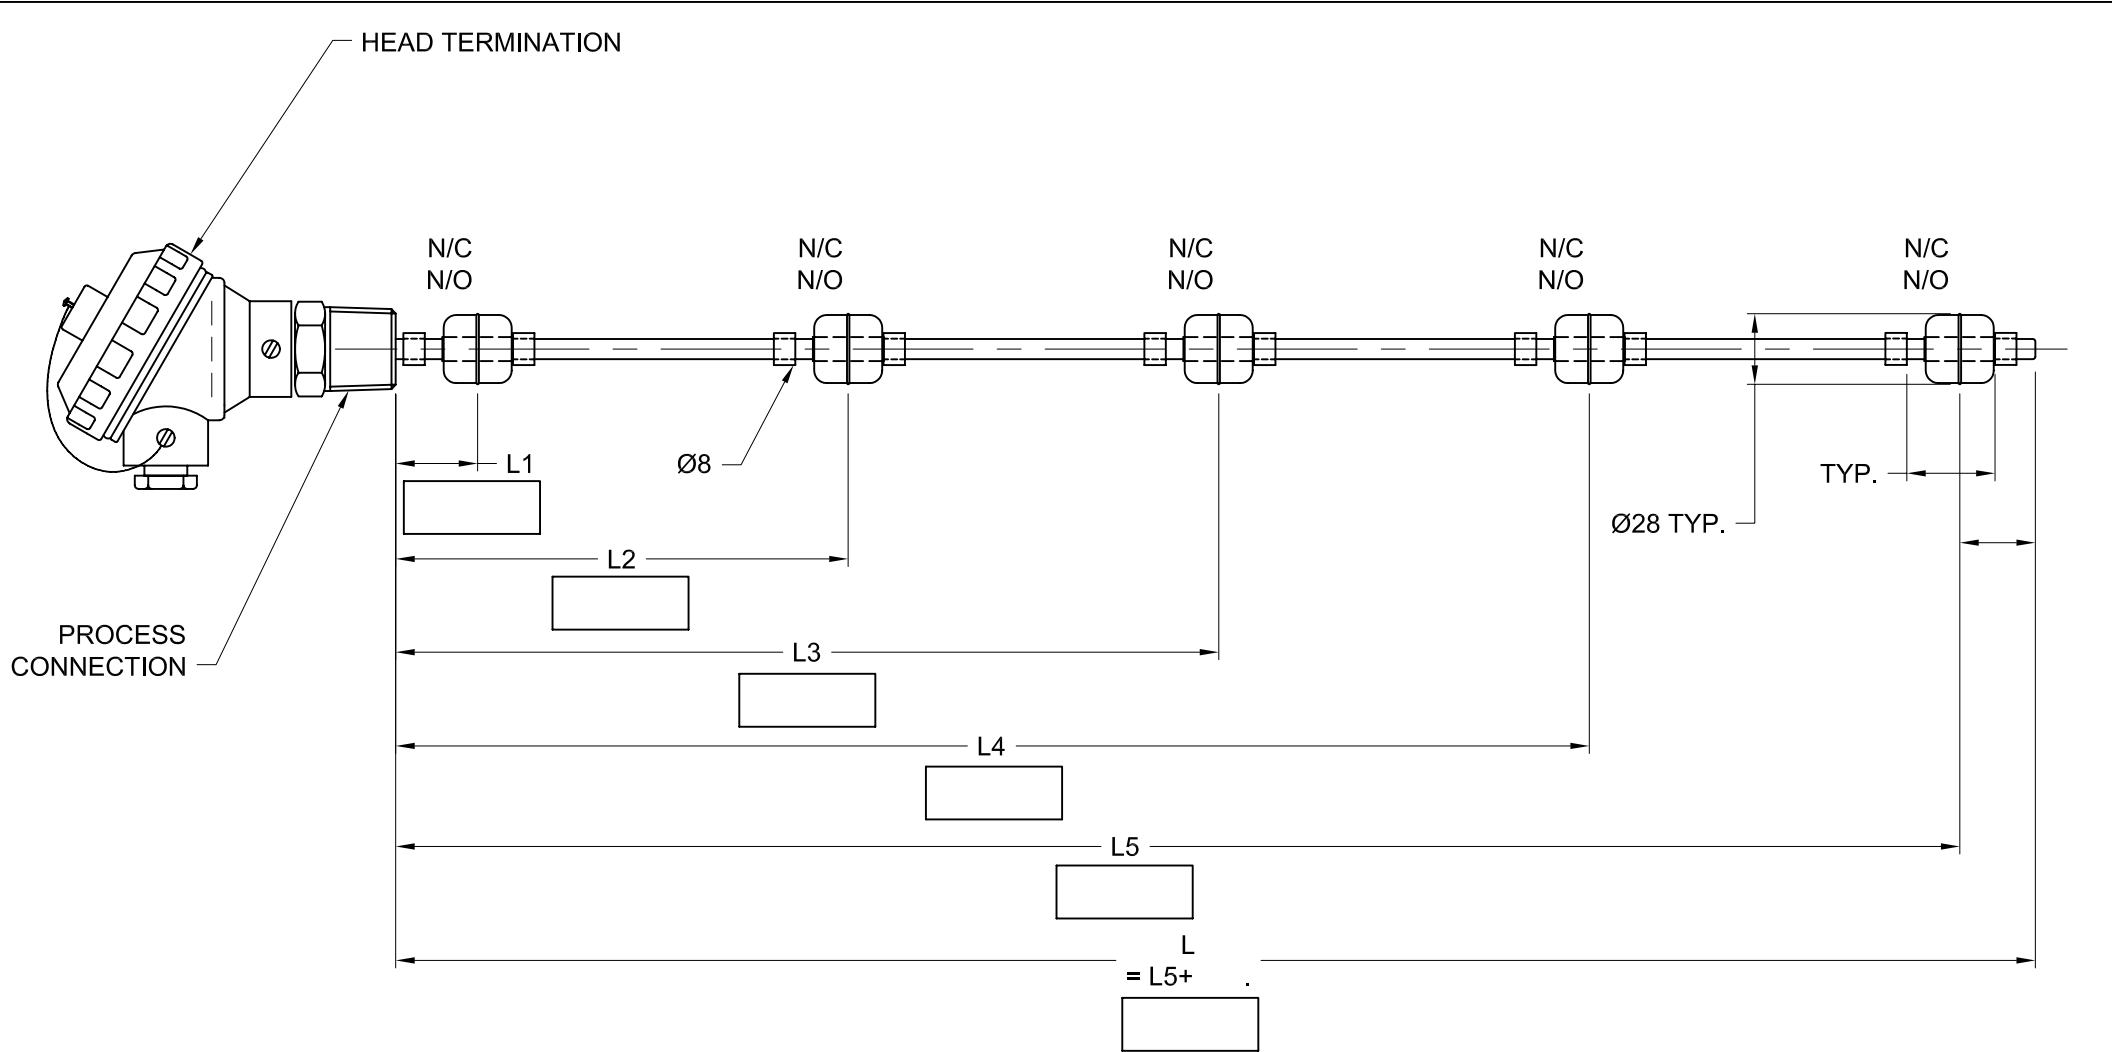 HEAD TERMINATION
N/C
N/O
N/C
N/O
N/C
N/O
N/C
N/O
N/C
N/O
L1
Ø8
TYP.
Ø28 TYP.
L2
PROCESS
CONNECTION
L3
L4
L5
L
= L5+ .